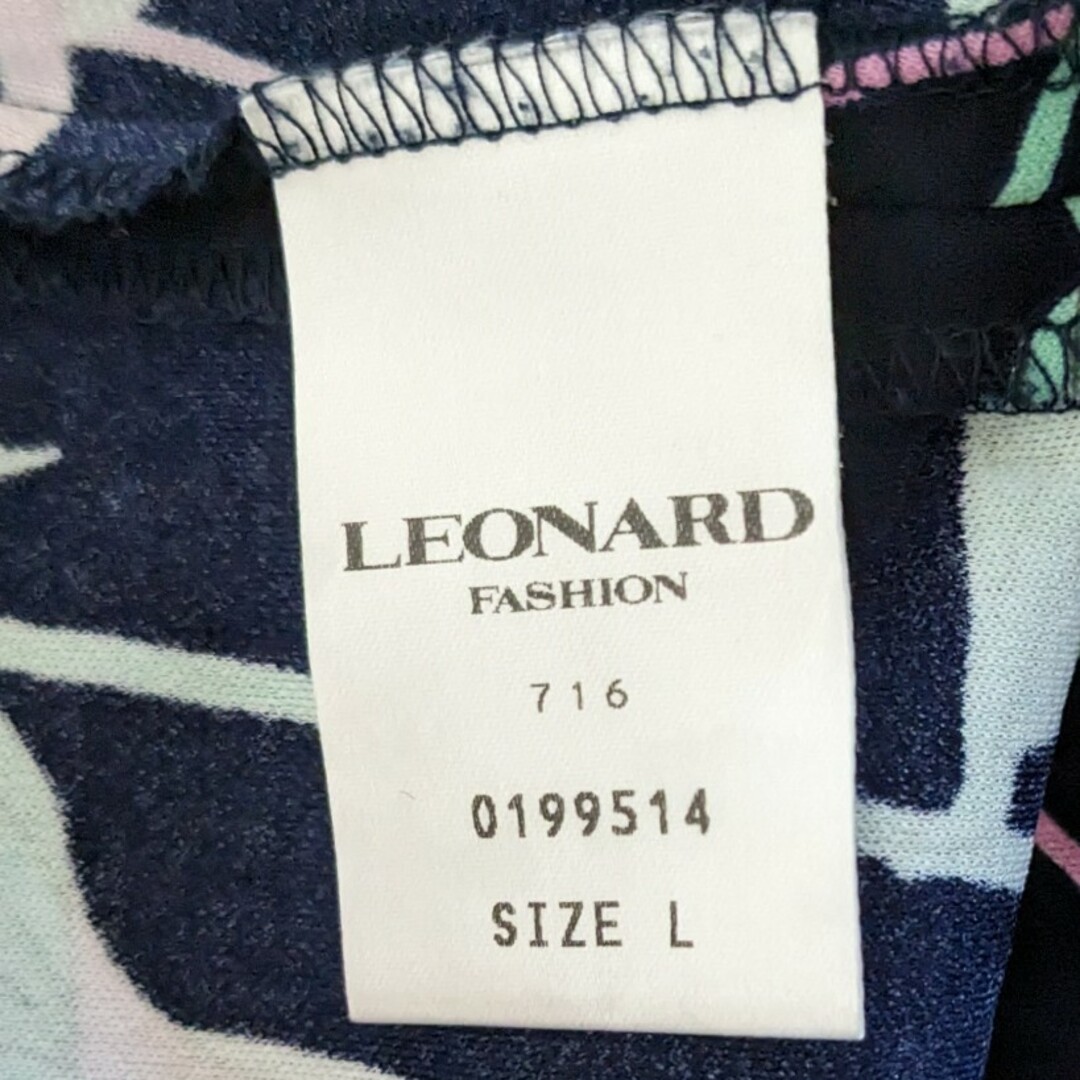 LEONARD
FASHION
716
0199514
SIZE L